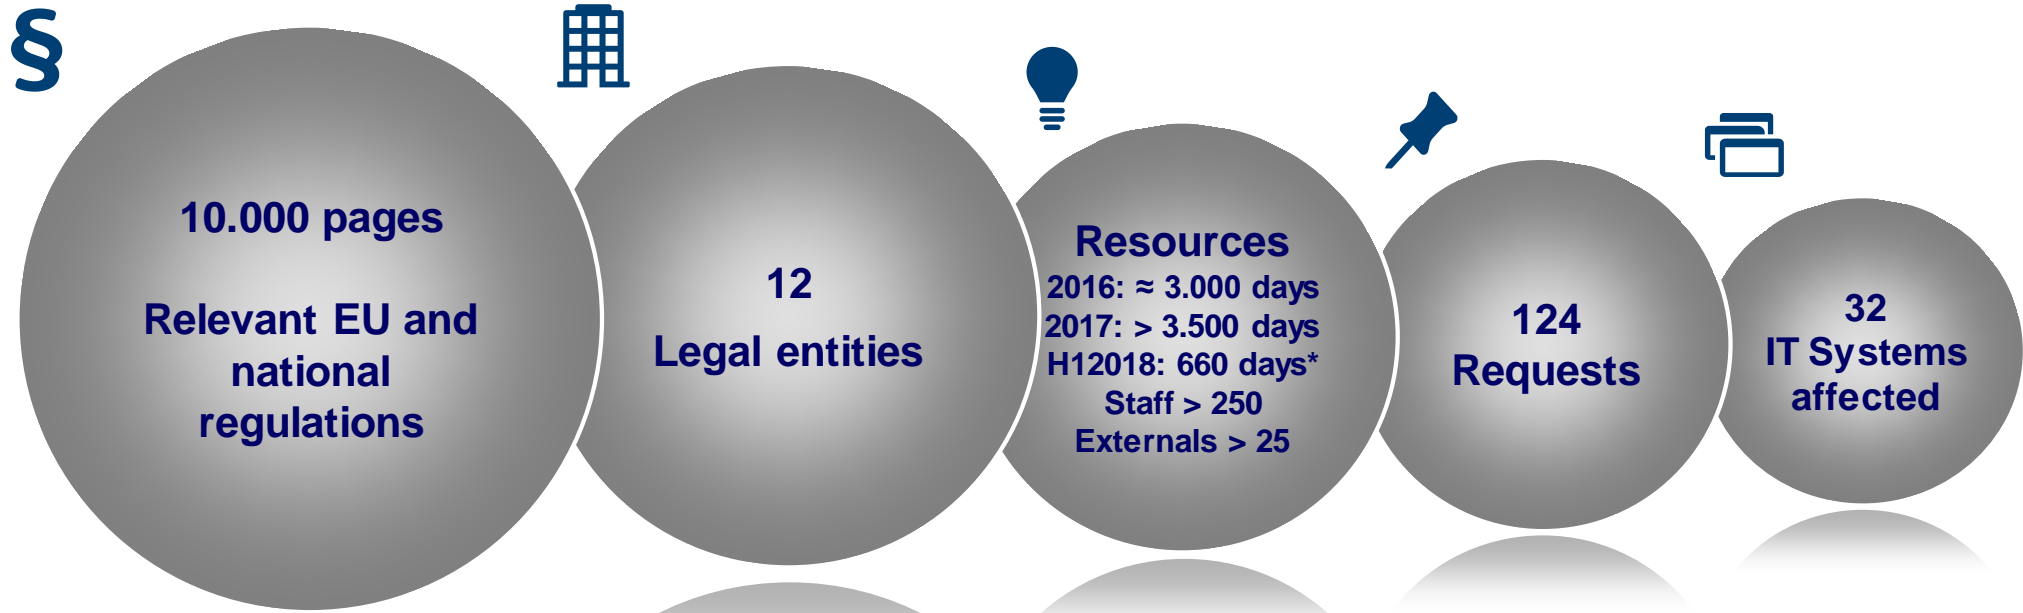 §
10.000 pages
Relevant EU and
national
regulations
12
Legal entities
Resources
2016: ≈ 3.000 days
2017: > 3.500 days
H12018: 660 days*
Staff > 250
Externals > 25
124
Requests
32
IT Systems
affected